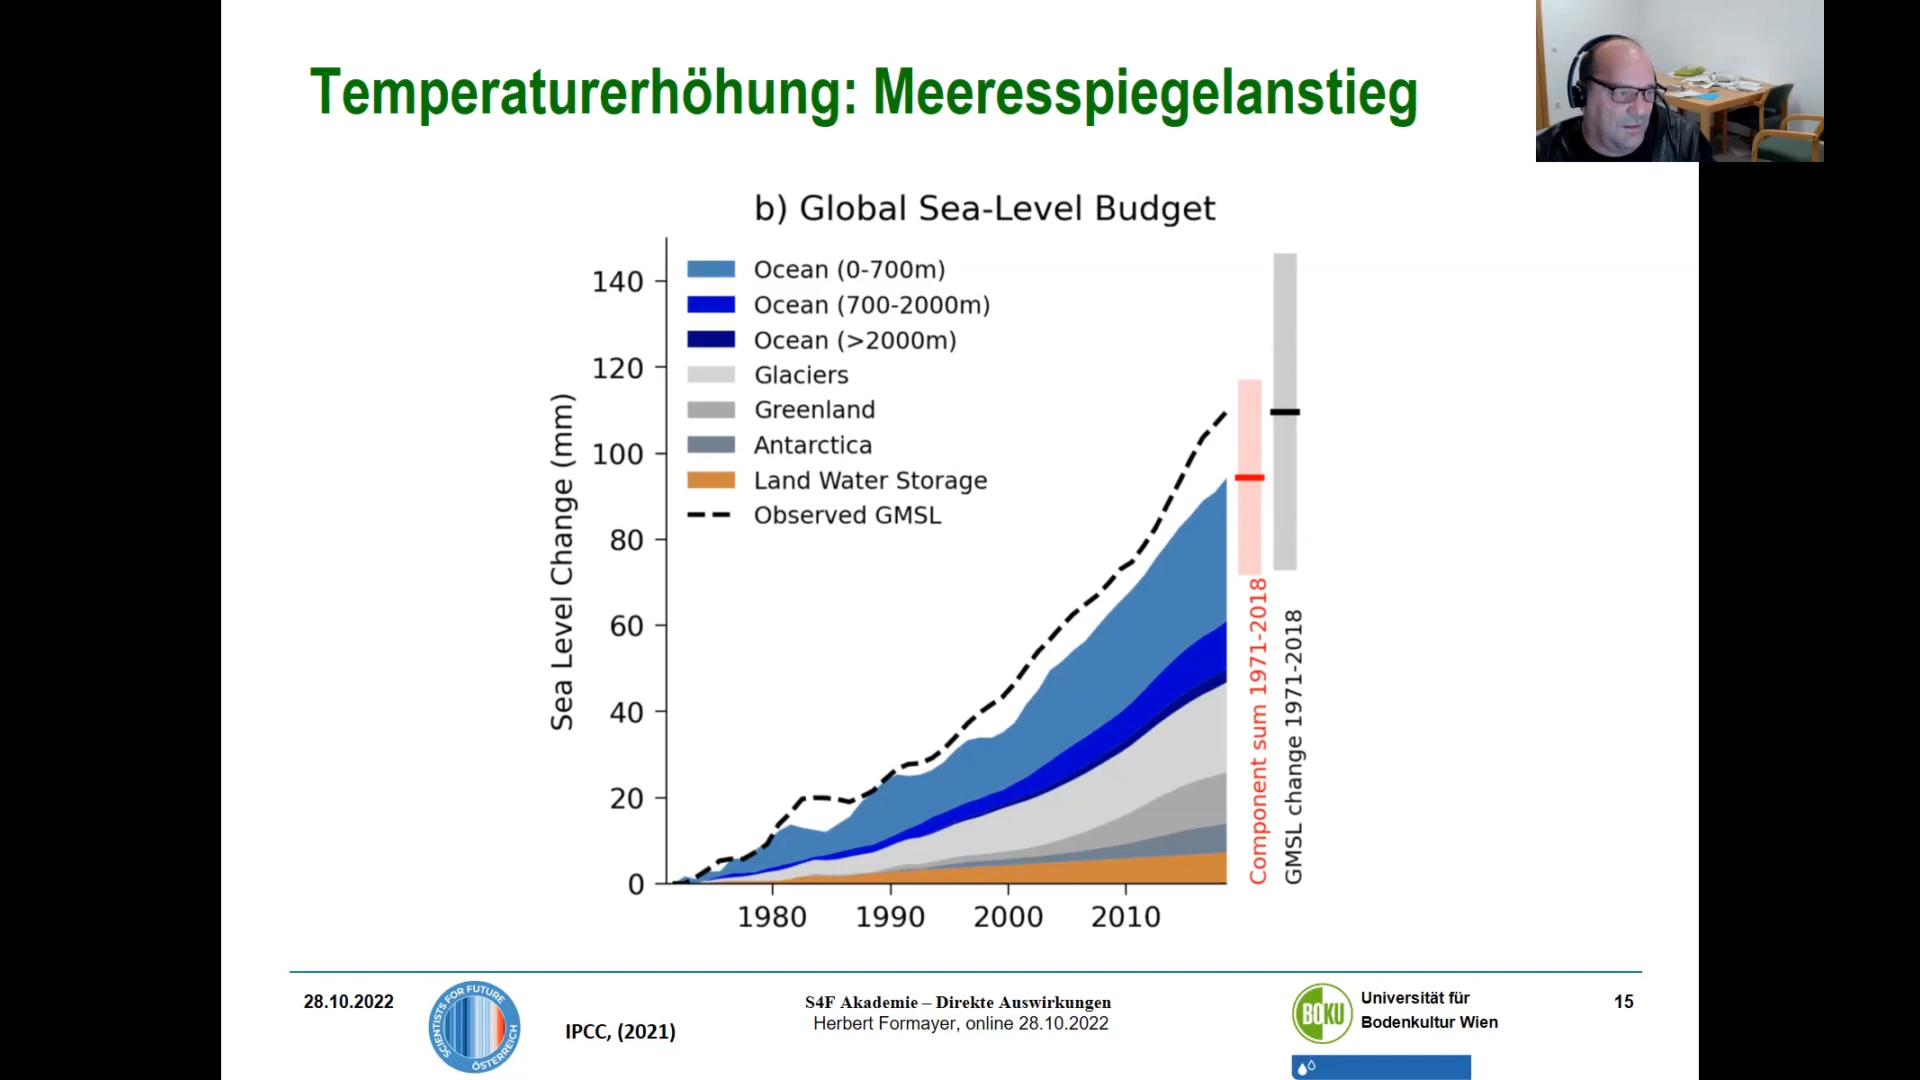 Temperaturerhöhung: Meeresspiegelanstieg
b) Global Sea-Level Budget
Sea Level Change (mm)
140
120
100
80
60
40
20
0
Ocean (0-700m)
Ocean (700-2000m)
Ocean (>2000m)
Glaciers
Greenland
Antarctica
Land Water Storage
Observed GMSL
Component sum 1971-2018
GMSL change 1971-2018
1980 1990 2000 2010
28.10.2022
SCIENTISTS FOR FUTURE
ÖSTERREICH
IPCC, (2021)
S4F Akademie – Direkte Auswirkungen
Herbert Formayer, online 28.10.2022
BOKU
Universität für
Bodenkultur Wien
15